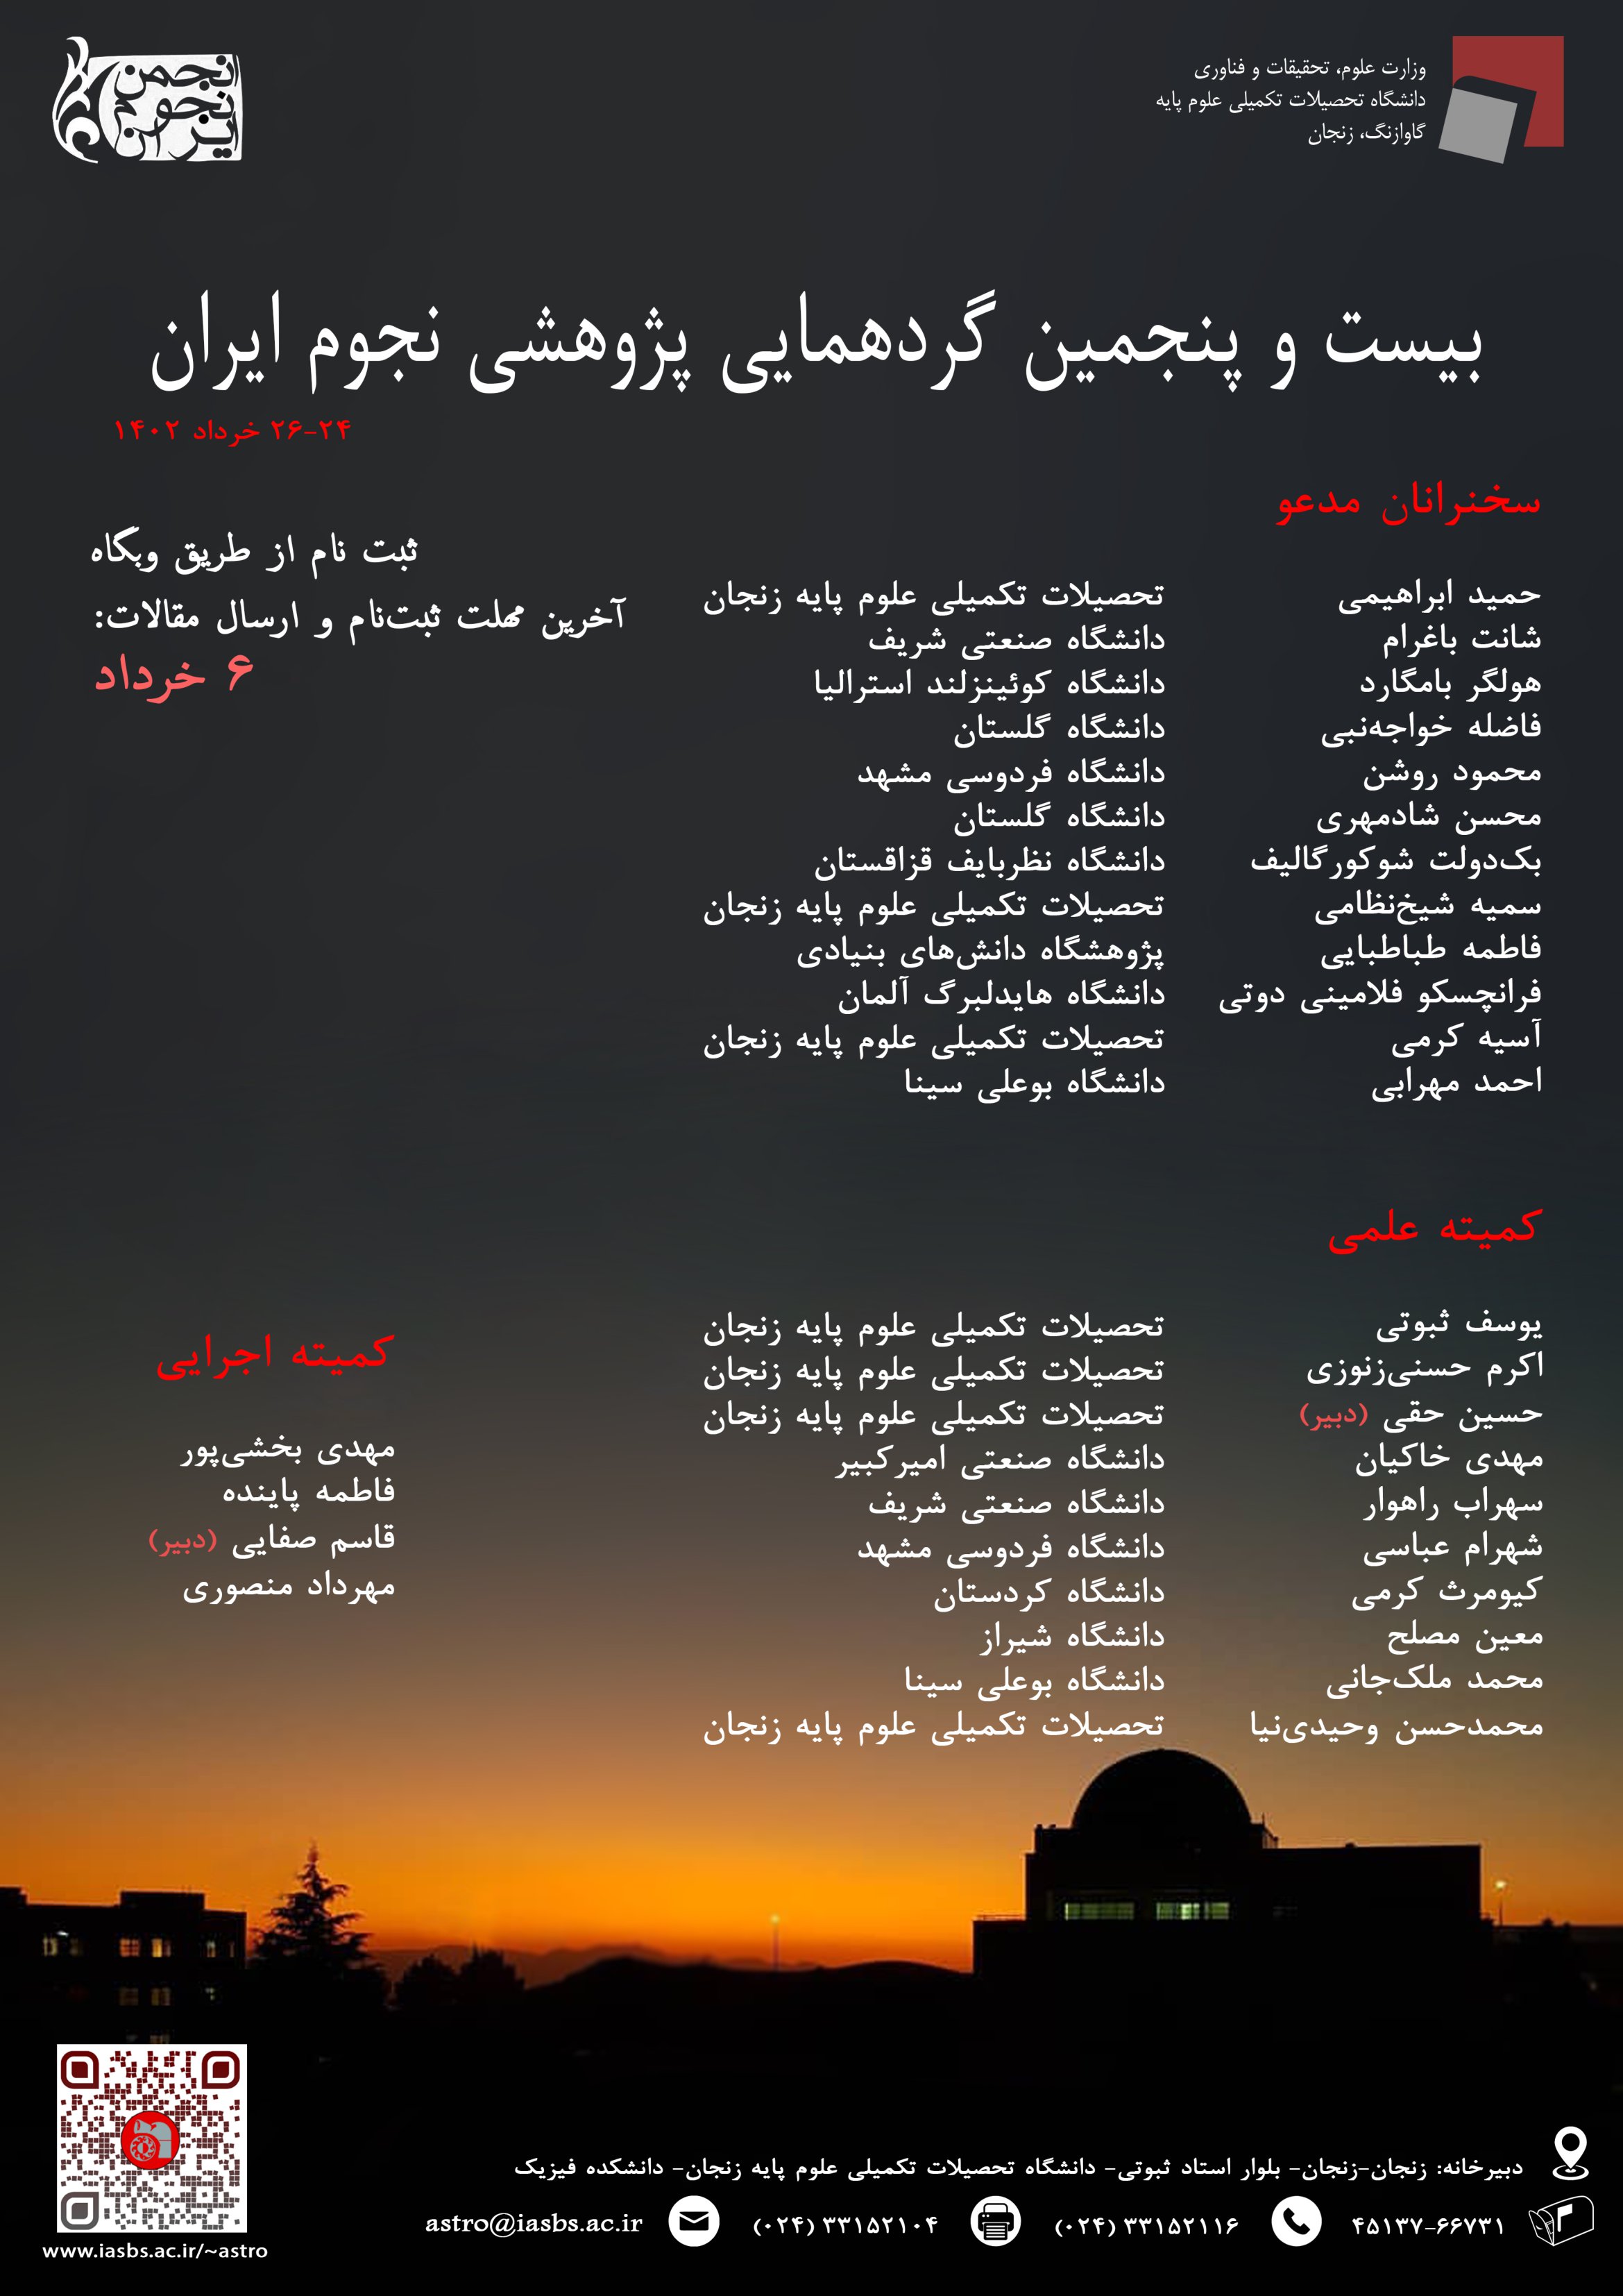 انجمن
نجوم
ایران
وزارت علوم، تحقیقات و فناوری
دانشگاه تحصیلات تکمیلی علوم پایه
گاوازنگ، زنجان
بیست و پنجمین گردهمایی پژوهشی نجوم ایران
۲۴-۲۶ خرداد ۱۴۰۲
ثبت نام از طریق وبگاه
آخرین مهلت ثبت‌نام و ارسال مقالات:
۶ خرداد
سخنرانان مدعو
حمید ابراهیمی تحصیلات تکمیلی علوم پایه زنجان
شانت باغرام دانشگاه صنعتی شریف
هولگر بامگارد دانشگاه کوئینزلند استرالیا
فاضله خواجه‌نبی دانشگاه گلستان
محمود روشن دانشگاه فردوسی مشهد
محسن شادمهری دانشگاه گلستان
بک‌دولت شوکورگالیف دانشگاه نظربایف قزاقستان
سمیه شیخ‌نظامی تحصیلات تکمیلی علوم پایه زنجان
فاطمه طباطبایی پژوهشگاه دانش‌های بنیادی
فرانچسکو فلامینی دوتی دانشگاه هایدلبرگ آلمان
آسیه کرمی تحصیلات تکمیلی علوم پایه زنجان
احمد مهرابی دانشگاه بوعلی سینا
کمیته علمی
یوسف ثبوتی تحصیلات تکمیلی علوم پایه زنجان
اکرم حسنی‌زنوزی تحصیلات تکمیلی علوم پایه زنجان
حسین حقی (دبیر) تحصیلات تکمیلی علوم پایه زنجان
مهدی خاکیان دانشگاه صنعتی امیرکبیر
سهراب راهوار دانشگاه صنعتی شریف
شهرام عباسی دانشگاه فردوسی مشهد
کیومرث کرمی دانشگاه کردستان
معین مصلح دانشگاه شیراز
محمد ملک‌جانی دانشگاه بوعلی سینا
محمدحسن وحیدی‌نیا تحصیلات تکمیلی علوم پایه زنجان
کمیته اجرایی
مهدی بخشی‌پور
فاطمه پاینده
قاسم صفایی (دبیر)
مهرداد منصوری
دبیرخانه: زنجان-زنجان- بلوار استاد ثبوتی- دانشگاه تحصیلات تکمیلی علوم پایه زنجان- دانشکده فیزیک
۴۵۱۳۷-۶۶۷۳۱
(۰۲۴) ۳۳۱۵۲۱۱۶
(۰۲۴) ۳۳۱۵۲۱۰۴
astro@iasbs.ac.ir
www.iasbs.ac.ir/~astro